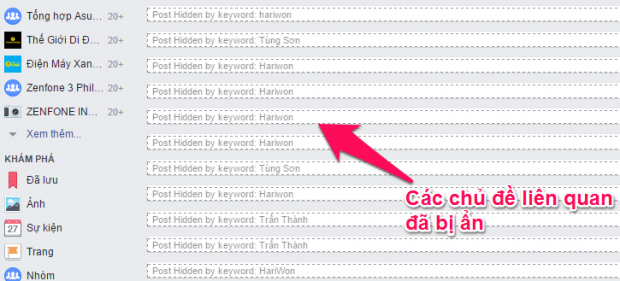 Tổng hợp Asu... 20+
Thế Giới Di Đ... 20+
Điện Máy Xan... 20+
Zenfone 3 Phil... 20+
ZENFONE IN... 20+
Xem thêm...
KHÁM PHÁ
Đã lưu
Ảnh
27 Sự kiện
Trang
Nhóm
Post Hidden by keyword: hariwon
Post Hidden by keyword: Tùng Sơn
Post Hidden by keyword: Hariwon
Post Hidden by keyword: Hariwon
Post Hidden by keyword: Hariwon
Post Hidden by keyword: Hariwon
Post Hidden by keyword: Tùng Sơn
Post Hidden by keyword: Hariwon
Post Hidden by keyword: Trấn Thành
Post Hidden by keyword: Trấn Thành
Post Hidden by keyword: HariWon
Các chủ đề liên quan
đã bị ẩn